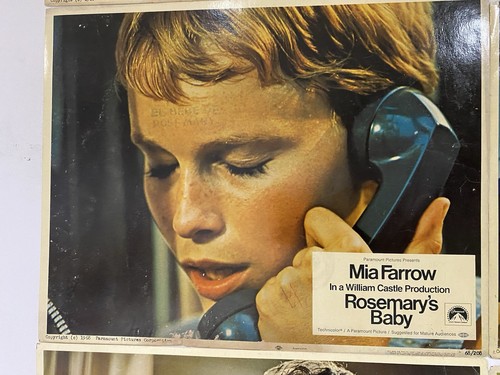 Paramount Pictures Presents
Mia Farrow
In a William Castle Production
Rosemary's
Baby
Technicolor® / A Paramount Picture / Suggested for Mature Audiences
Copyright (c) 1968 Paramount Pictures Corporation
68/206